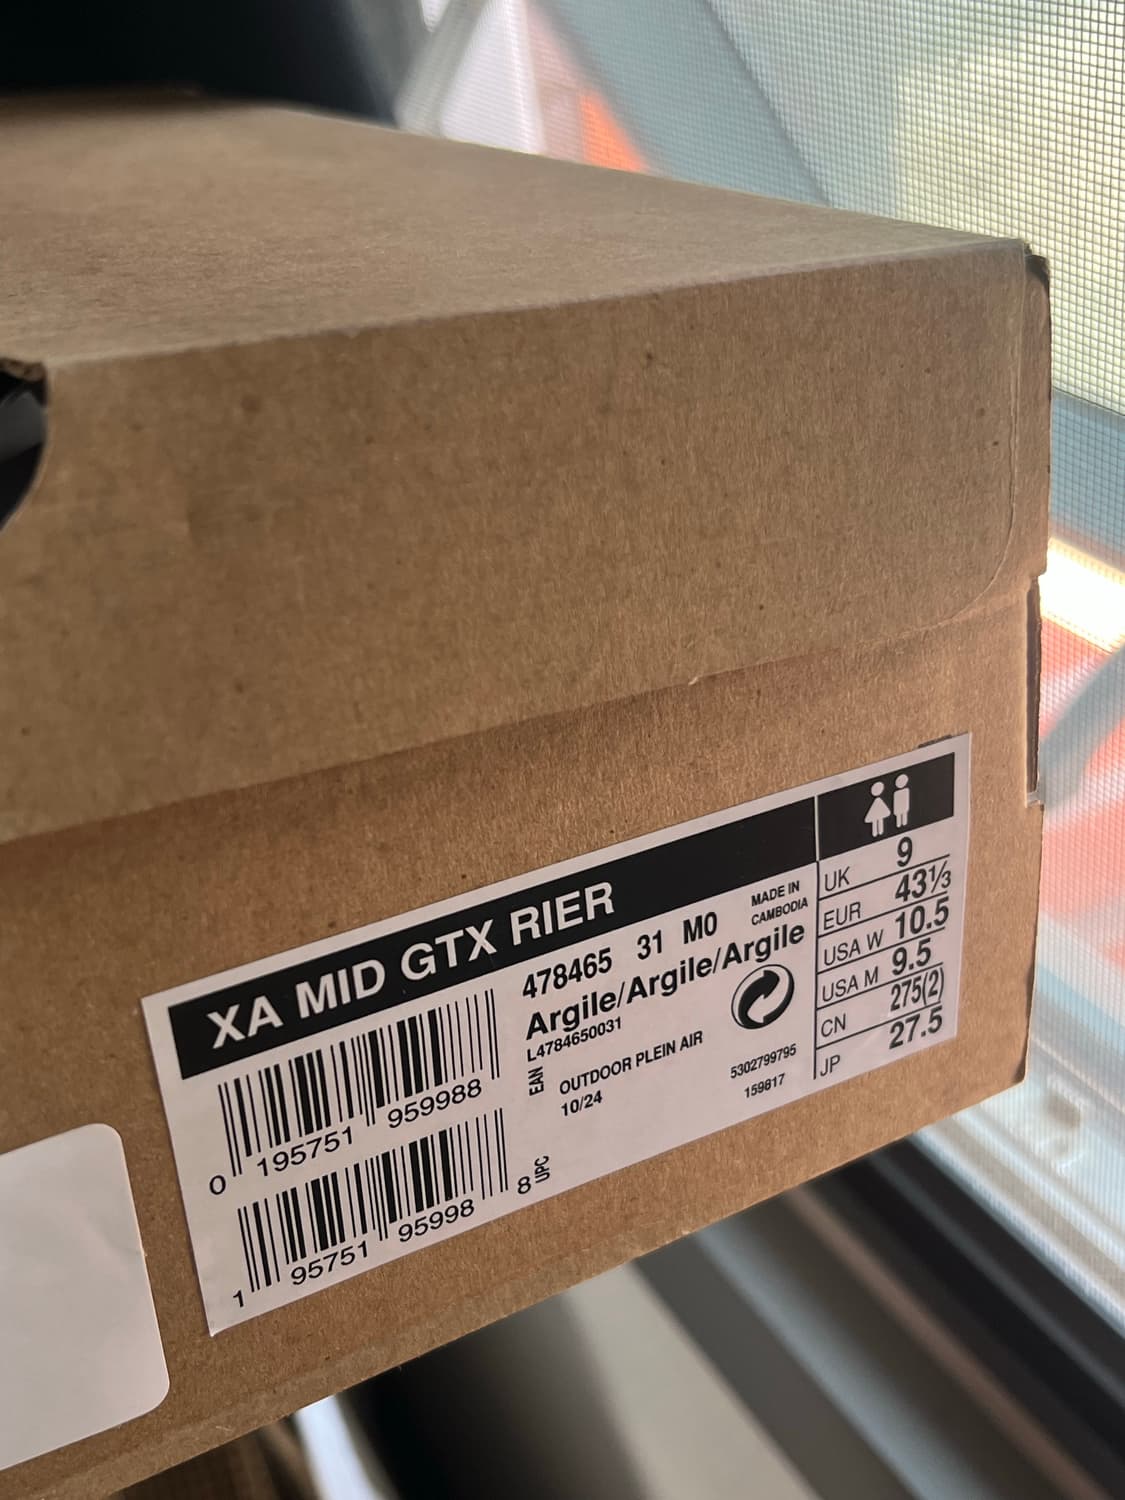 XA MID GTX RIER
478465 31 M0
MADE IN
CAMBODIA
Argile/Argile/Argile
L4784650031
EAN
OUTDOOR PLEIN AIR
10/24
5302799795
159817
0 195751 959988
1 95751 95998 8
UPC
UK 9
EUR 43⅓
USA W 10.5
USA M 9.5
CN 275(2)
JP 27.5